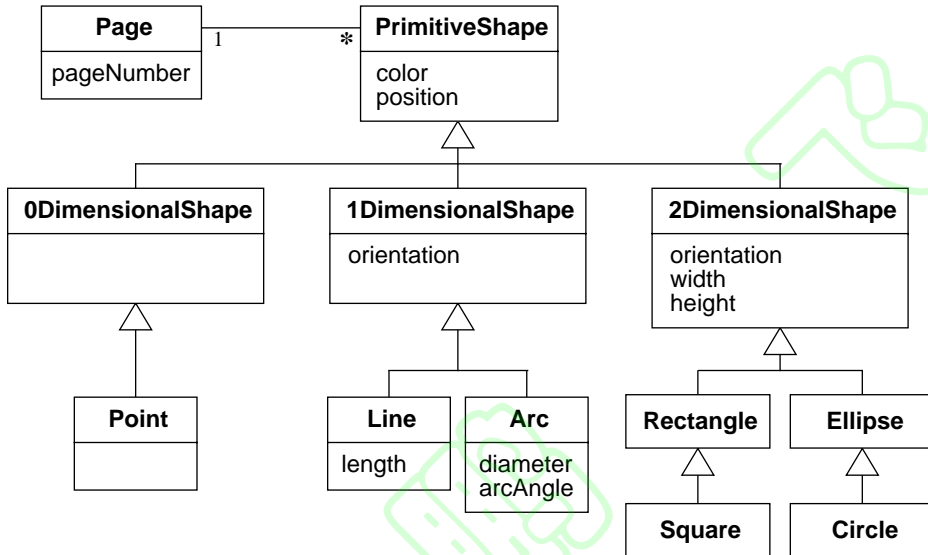 Page
pageNumber
1
*
PrimitiveShape
color
position
0DimensionalShape
1DimensionalShape
orientation
2DimensionalShape
orientation
width
height
Point
Line
length
Arc
diameter
arcAngle
Rectangle
Ellipse
Square
Circle